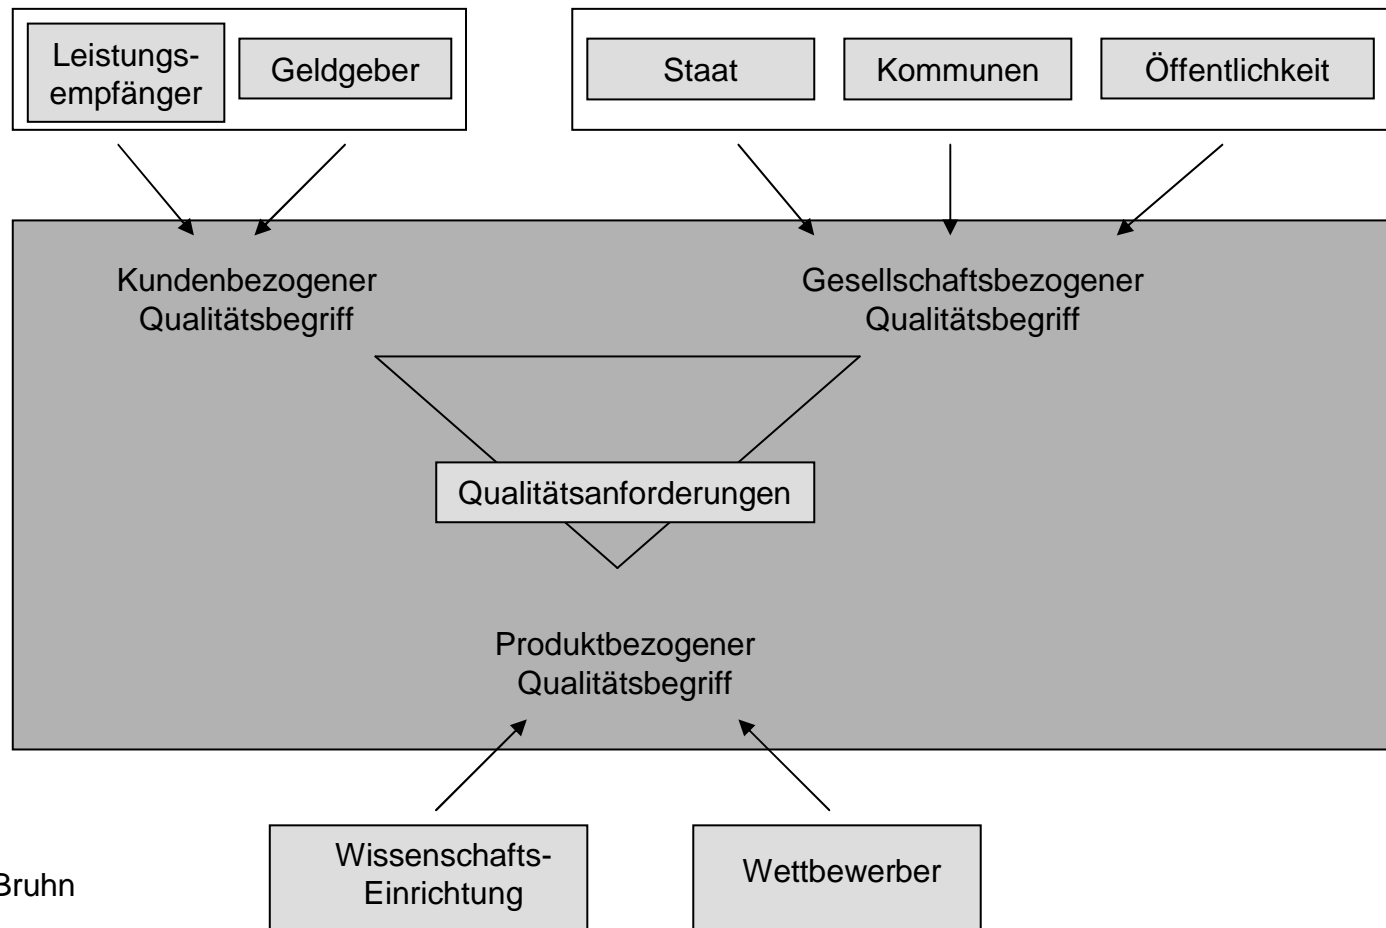 Leistungs-
empfänger
Geldgeber
Staat
Kommunen
Öffentlichkeit
Kundenbezogener
Qualitätsbegriff
Gesellschaftsbezogener
Qualitätsbegriff
Qualitätsanforderungen
Produktbezogener
Qualitätsbegriff
Wissenschafts-
Einrichtung
Wettbewerber
Bruhn